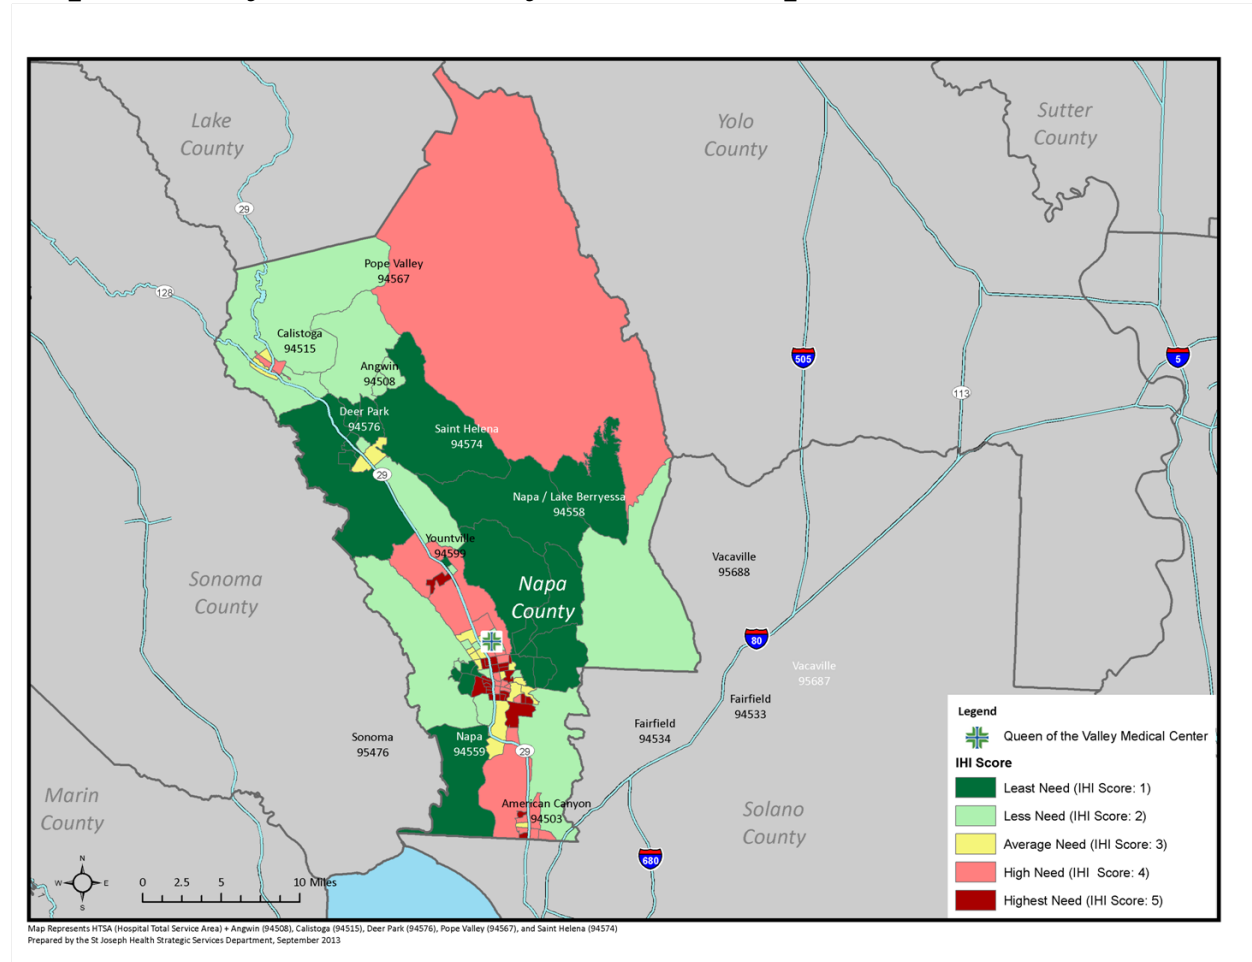 Lake
County
Yolo
County
Sutter
County
29
Pope Valley
94567
128
Calistoga
94515
505
5
Angwin
94508
113
Deer Park
94576
Saint Helena
94574
29
Napa / Lake Berryessa
94558
Yountville
94599
Vacaville
95688
Sonoma
County
Napa
County
80
Vacaville
95687
Fairfield
94533
Fairfield
94534
Sonoma
95476
Napa
94559
29
Marin
County
American Canyon
94503
Solano
County
680
N
W E
S
0 2.5 5 10 Miles
Legend
Queen of the Valley Medical Center
IHI Score
Least Need (IHI Score: 1)
Less Need (IHI Score: 2)
Average Need (IHI Score: 3)
High Need (IHI Score: 4)
Highest Need (IHI Score: 5)
Map Represents HTSA (Hospital Total Service Area) + Angwin (94508), Calistoga (94515), Deer Park (94576), Pope Valley (94567), and Saint Helena (94574)
Prepared by the St Joseph Health Strategic Services Department, September 2013